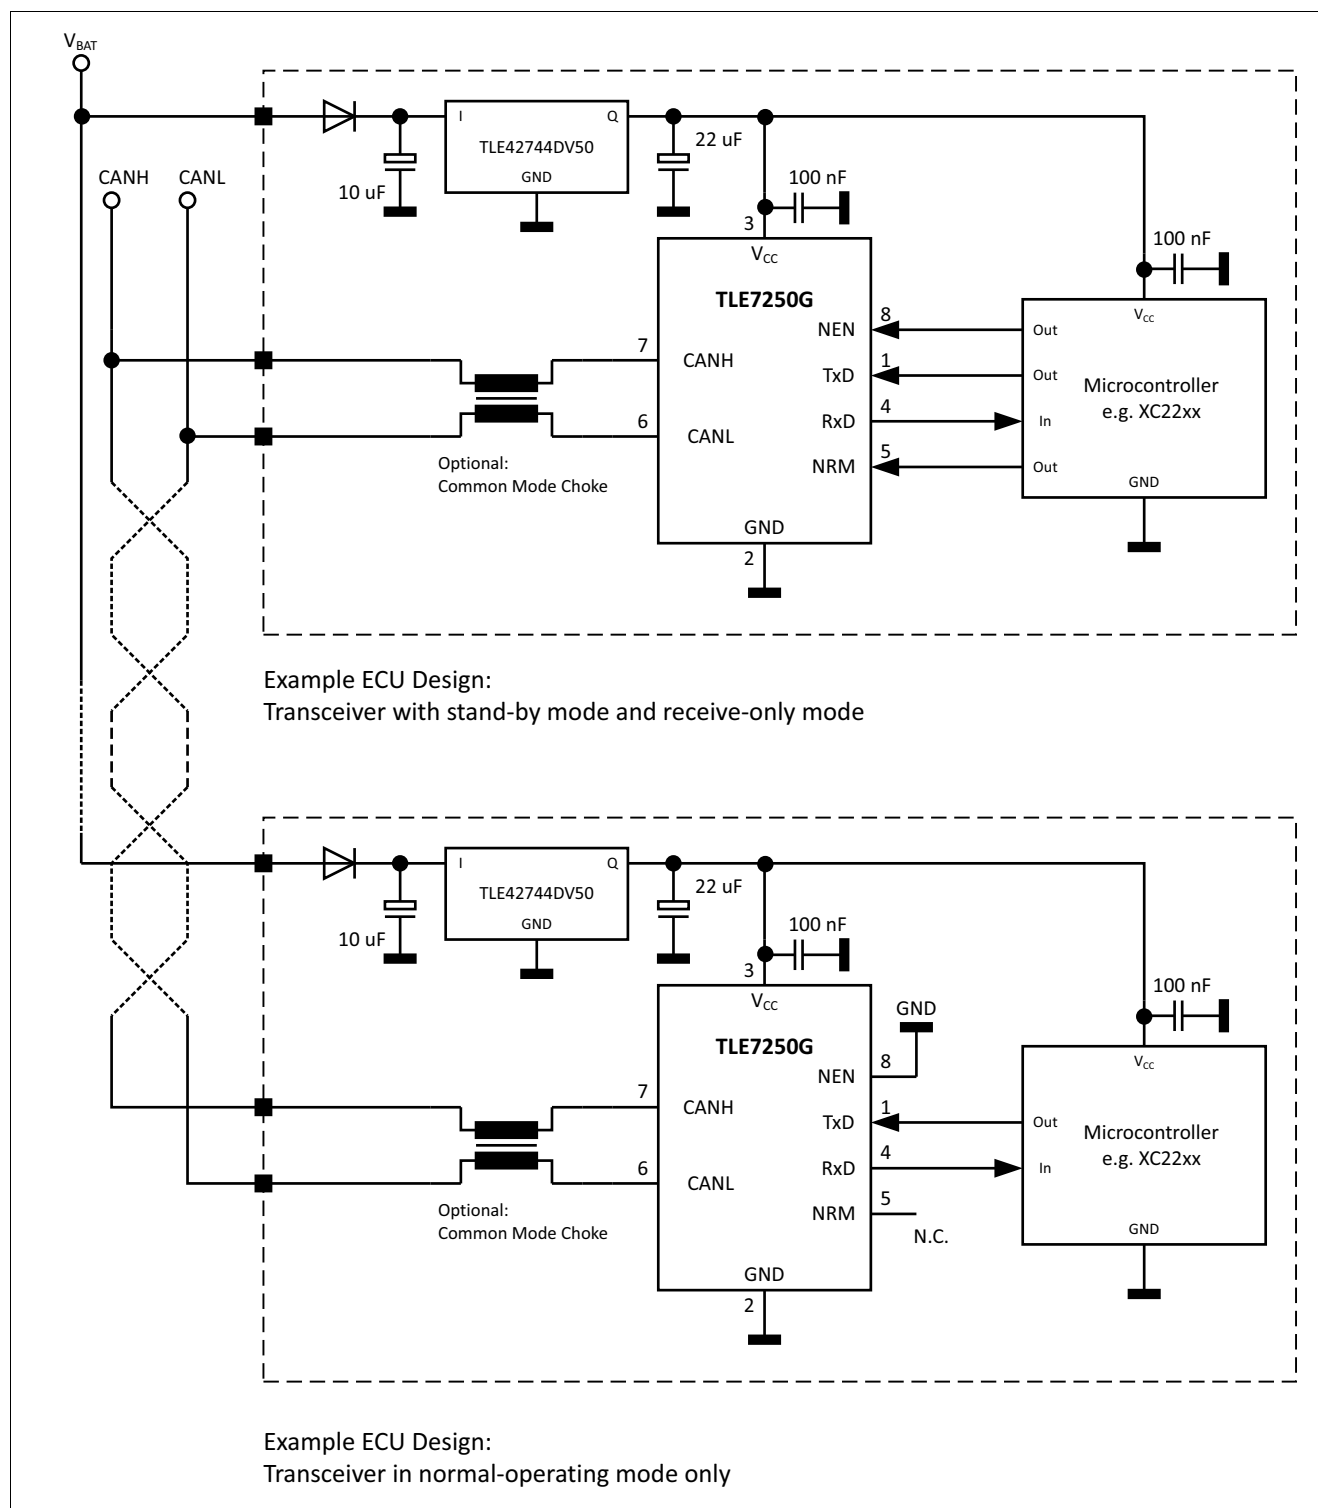 VBAT
CANH CANL
I Q
TLE42744DV50
GND
10 uF
22 uF
100 nF
3
VCC
TLE7250G
NEN 8
TxD 1
RxD 4
NRM 5
7 CANH
6 CANL
GND
2
Optional:
Common Mode Choke
100 nF
VCC
Out
Out
In
Out
Microcontroller
e.g. XC22xx
GND
Example ECU Design:
Transceiver with stand-by mode and receive-only mode
I Q
TLE42744DV50
GND
10 uF
22 uF
100 nF
3
VCC
TLE7250G
GND
NEN 8
TxD 1
RxD 4
NRM 5
N.C.
7 CANH
6 CANL
GND
2
Optional:
Common Mode Choke
100 nF
VCC
Out
In
Microcontroller
e.g. XC22xx
GND
Example ECU Design:
Transceiver in normal-operating mode only